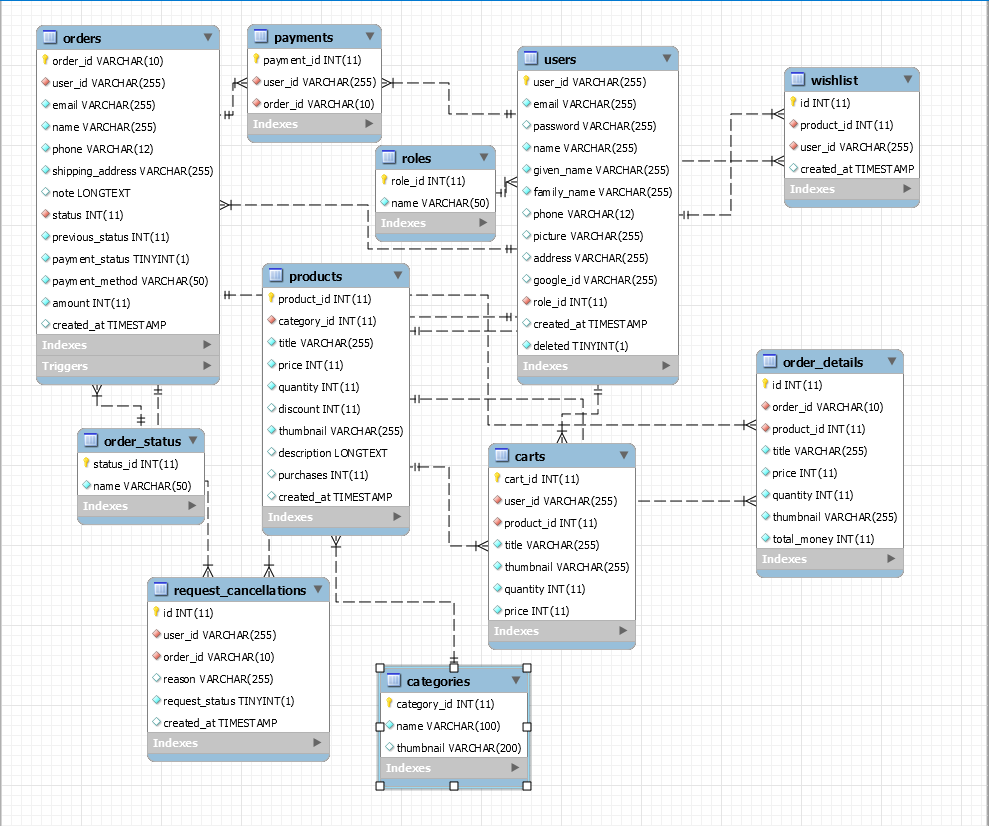 orders
order_id VARCHAR(10)
user_id VARCHAR(255)
email VARCHAR(255)
name VARCHAR(255)
phone VARCHAR(12)
shipping_address VARCHAR(255)
note LONGTEXT
status INT(11)
previous_status INT(11)
payment_status TINYINT(1)
payment_method VARCHAR(50)
amount INT(11)
created_at TIMESTAMP
Indexes
Triggers
payments
payment_id INT(11)
user_id VARCHAR(255)
order_id VARCHAR(10)
Indexes
roles
role_id INT(11)
name VARCHAR(50)
Indexes
users
user_id VARCHAR(255)
email VARCHAR(255)
password VARCHAR(255)
name VARCHAR(255)
given_name VARCHAR(255)
family_name VARCHAR(255)
phone VARCHAR(12)
picture VARCHAR(255)
address VARCHAR(255)
google_id VARCHAR(255)
role_id INT(11)
created_at TIMESTAMP
deleted TINYINT(1)
Indexes
wishlist
id INT(11)
product_id INT(11)
user_id VARCHAR(255)
created_at TIMESTAMP
Indexes
products
product_id INT(11)
category_id INT(11)
title VARCHAR(255)
price INT(11)
quantity INT(11)
discount INT(11)
thumbnail VARCHAR(255)
description LONGTEXT
purchases INT(11)
created_at TIMESTAMP
Indexes
order_details
id INT(11)
order_id VARCHAR(10)
product_id INT(11)
title VARCHAR(255)
price INT(11)
quantity INT(11)
thumbnail VARCHAR(255)
total_money INT(11)
Indexes
order_status
status_id INT(11)
name VARCHAR(50)
Indexes
carts
cart_id INT(11)
user_id VARCHAR(255)
product_id INT(11)
title VARCHAR(255)
thumbnail VARCHAR(255)
quantity INT(11)
price INT(11)
Indexes
request_cancellations
id INT(11)
user_id VARCHAR(255)
order_id VARCHAR(10)
reason VARCHAR(255)
request_status TINYINT(1)
created_at TIMESTAMP
Indexes
categories
category_id INT(11)
name VARCHAR(100)
thumbnail VARCHAR(200)
Indexes